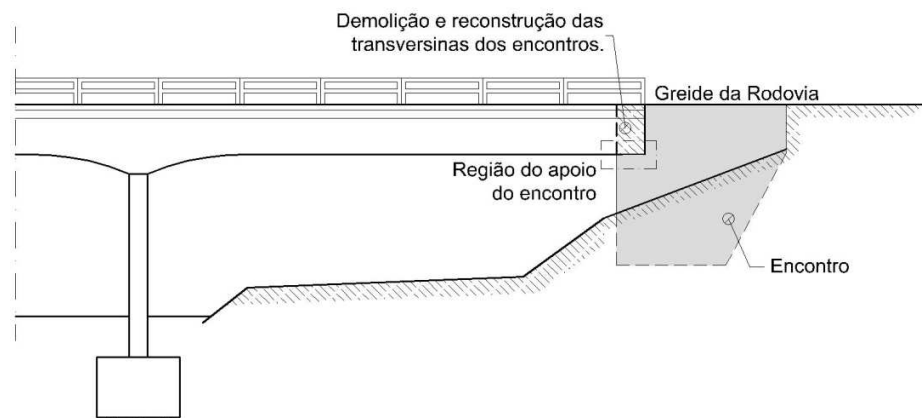 Demolição e reconstrução das
transversinas dos encontros.
Greide da Rodovia
Região do apoio
do encontro
Encontro